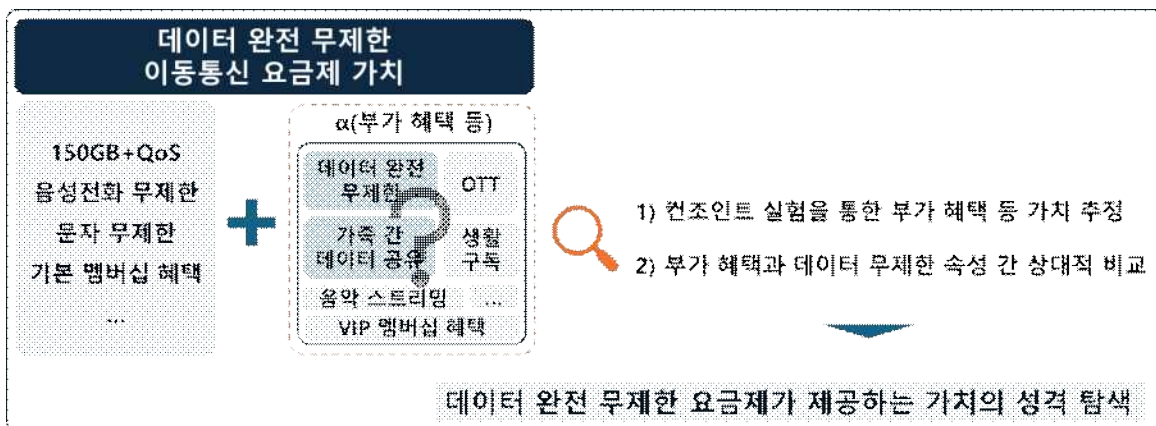 데이터 완전 무제한
이동통신 요금제 가치
150GB+QoS
음성전화 무제한
문자 무제한
기본 멤버십 혜택
...
+
α(부가 혜택 등)
데이터 완전
무제한
OTT
가족 간
데이터 공유
생활
구독
음악 스트리밍
...
VIP 멤버십 혜택
?
1) 컨조인트 실험을 통한 부가 혜택 등 가치 추정
2) 부가 혜택과 데이터 무제한 속성 간 상대적 비교
데이터 완전 무제한 요금제가 제공하는 가치의 성격 탐색